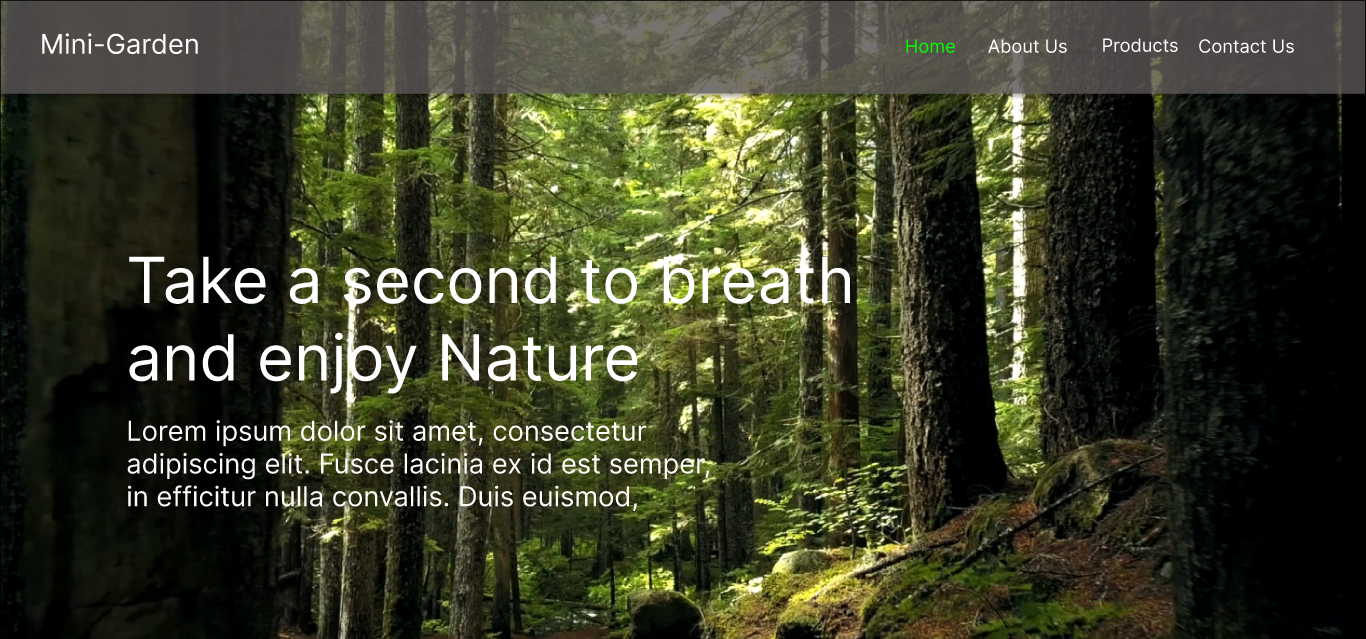 Mini-Garden
Home About Us Products Contact Us
Take a second to breath
and enjoy Nature
Lorem ipsum dolor sit amet, consectetur
adipiscing elit. Fusce lacinia ex id est semper,
in efficitur nulla convallis. Duis euismod,